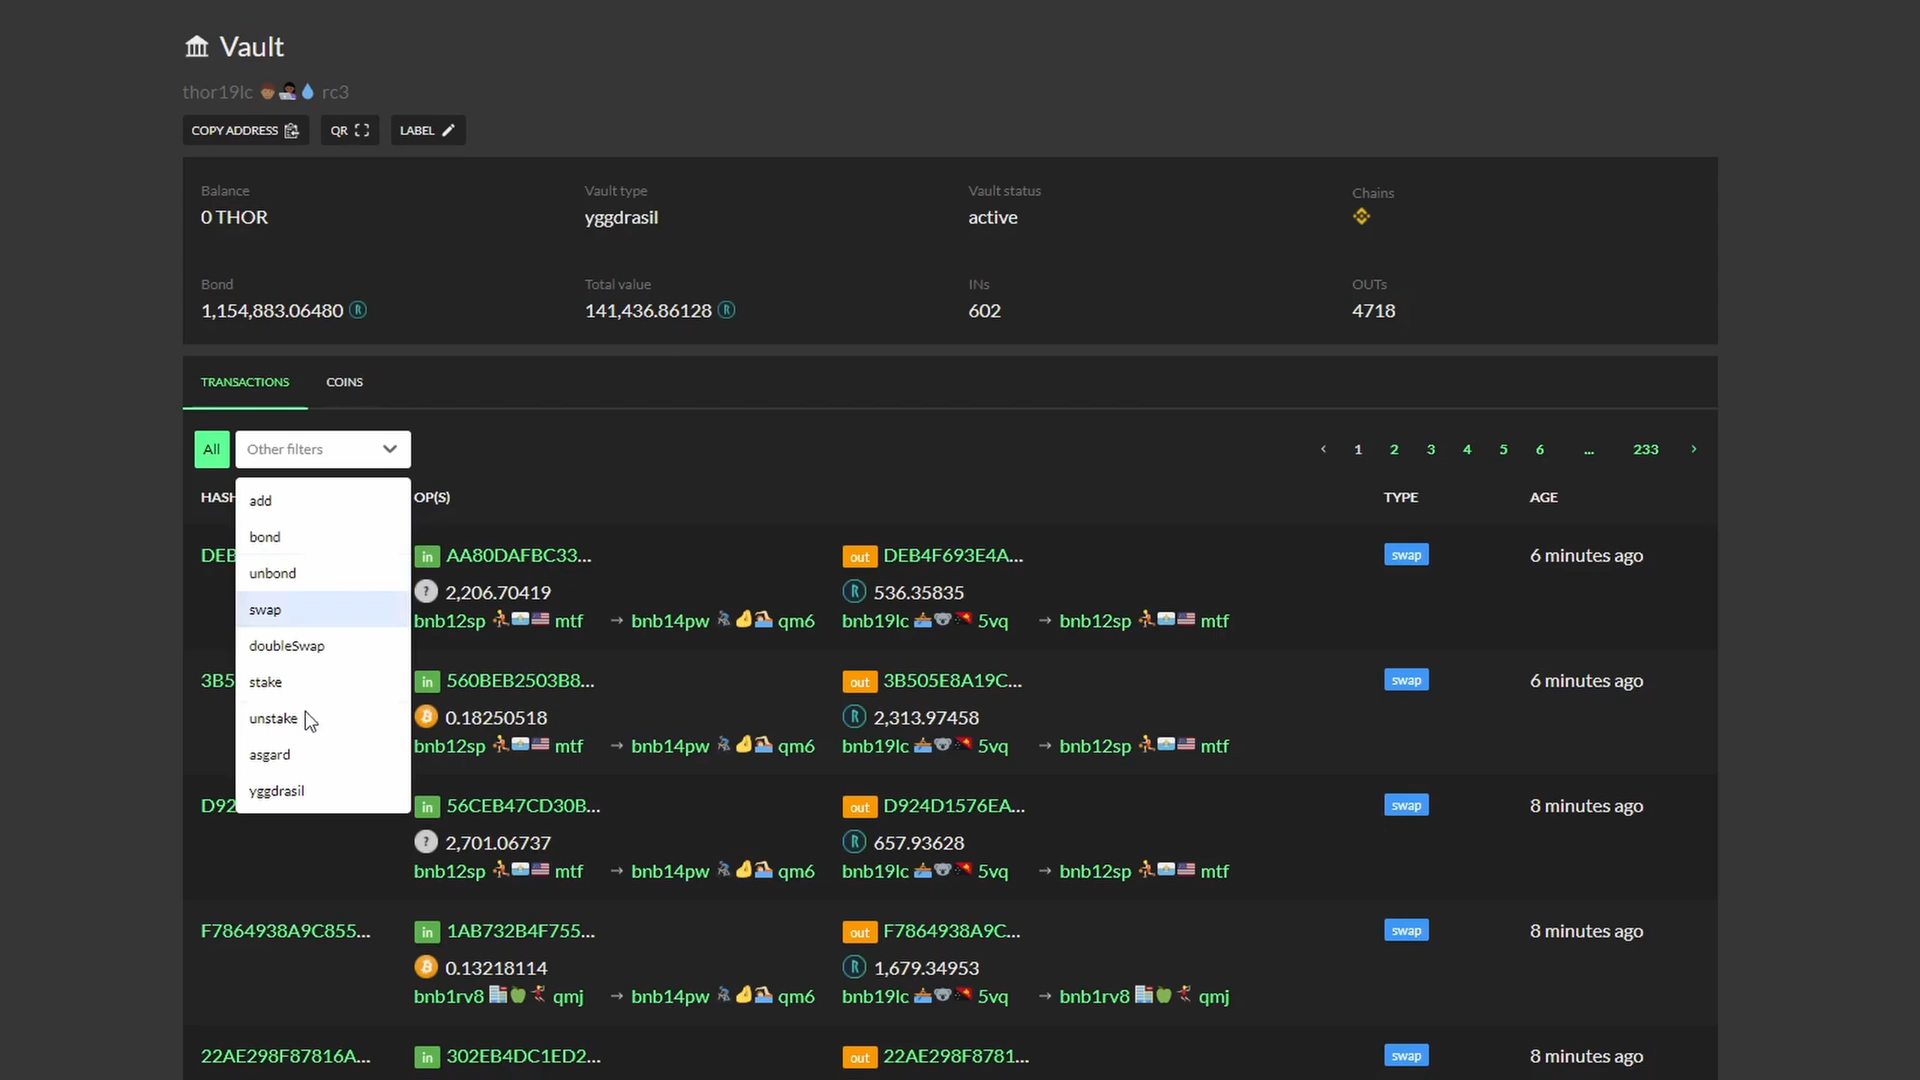 Vault
thor19lc rc3
COPY ADDRESS QR LABEL
Balance Vault type Vault status Chains
0 THOR yggdrasil active
Bond Total value INs OUTs
1,154,883.06480 R 141,436.86128 R 602 4718
TRANSACTIONS COINS
All Other filters ‹ 1 2 3 4 5 6 ... 233 ›
HASH OP(S) TYPE AGE
add
bond
unbond
swap
doubleSwap
stake
unstake
asgard
yggdrasil
DEB in AA80DAFBC33... out DEB4F693E4A... swap 6 minutes ago
? 2,206.70419 R 536.35835
bnb12sp mtf → bnb14pw qm6 bnb19lc 5vq → bnb12sp mtf
3B5 in 560BEB2503B8... out 3B505E8A19C... swap 6 minutes ago
0.18250518 R 2,313.97458
bnb12sp mtf → bnb14pw qm6 bnb19lc 5vq → bnb12sp mtf
D92 in 56CEB47CD30B... out D924D1576EA... swap 8 minutes ago
? 2,701.06737 R 657.93628
bnb12sp mtf → bnb14pw qm6 bnb19lc 5vq → bnb12sp mtf
F7864938A9C855... in 1AB732B4F755... out F7864938A9C... swap 8 minutes ago
0.13218114 R 1,679.34953
bnb1rv8 qmj → bnb14pw qm6 bnb19lc 5vq → bnb1rv8 qmj
22AE298F87816A... in 302EB4DC1ED2... out 22AE298F8781... swap 8 minutes ago